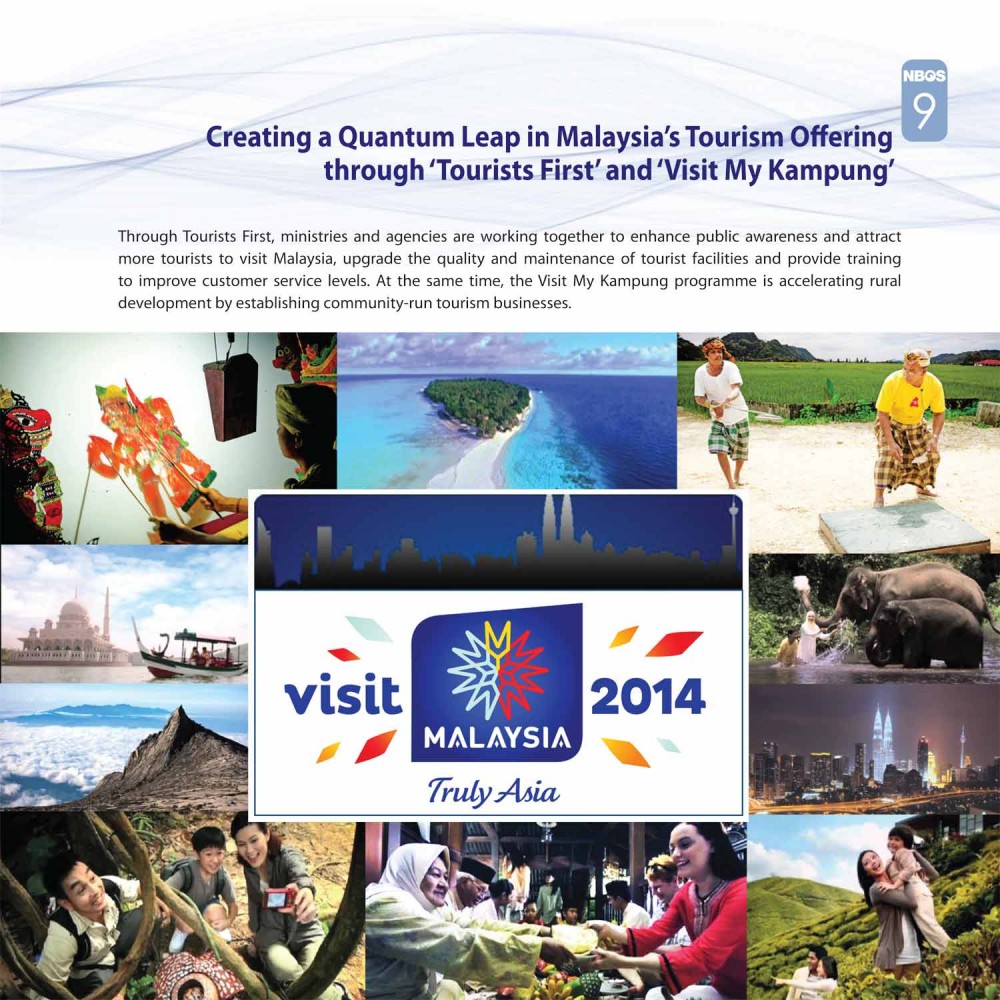 NBOS
9
Creating a Quantum Leap in Malaysia's Tourism Offering
through 'Tourists First' and 'Visit My Kampung'
Through Tourists First, ministries and agencies are working together to enhance public awareness and attract
more tourists to visit Malaysia, upgrade the quality and maintenance of tourist facilities and provide training
to improve customer service levels. At the same time, the Visit My Kampung programme is accelerating rural
development by establishing community-run tourism businesses.
visit
MALAYSIA
2014
Truly Asia